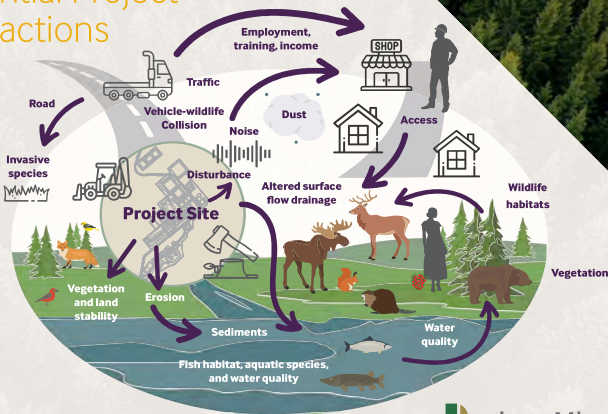 actions
Employment,
training, income
SHOP
Traffic
Road
Vehicle-wildlife
Collision
Dust
Noise
Access
Invasive
species
Disturbance
Altered surface
flow drainage
Wildlife
habitats
Project Site
Vegetation
Vegetation
and land
stability
Erosion
Sediments
Water
quality
Fish habitat, aquatic species,
and water quality